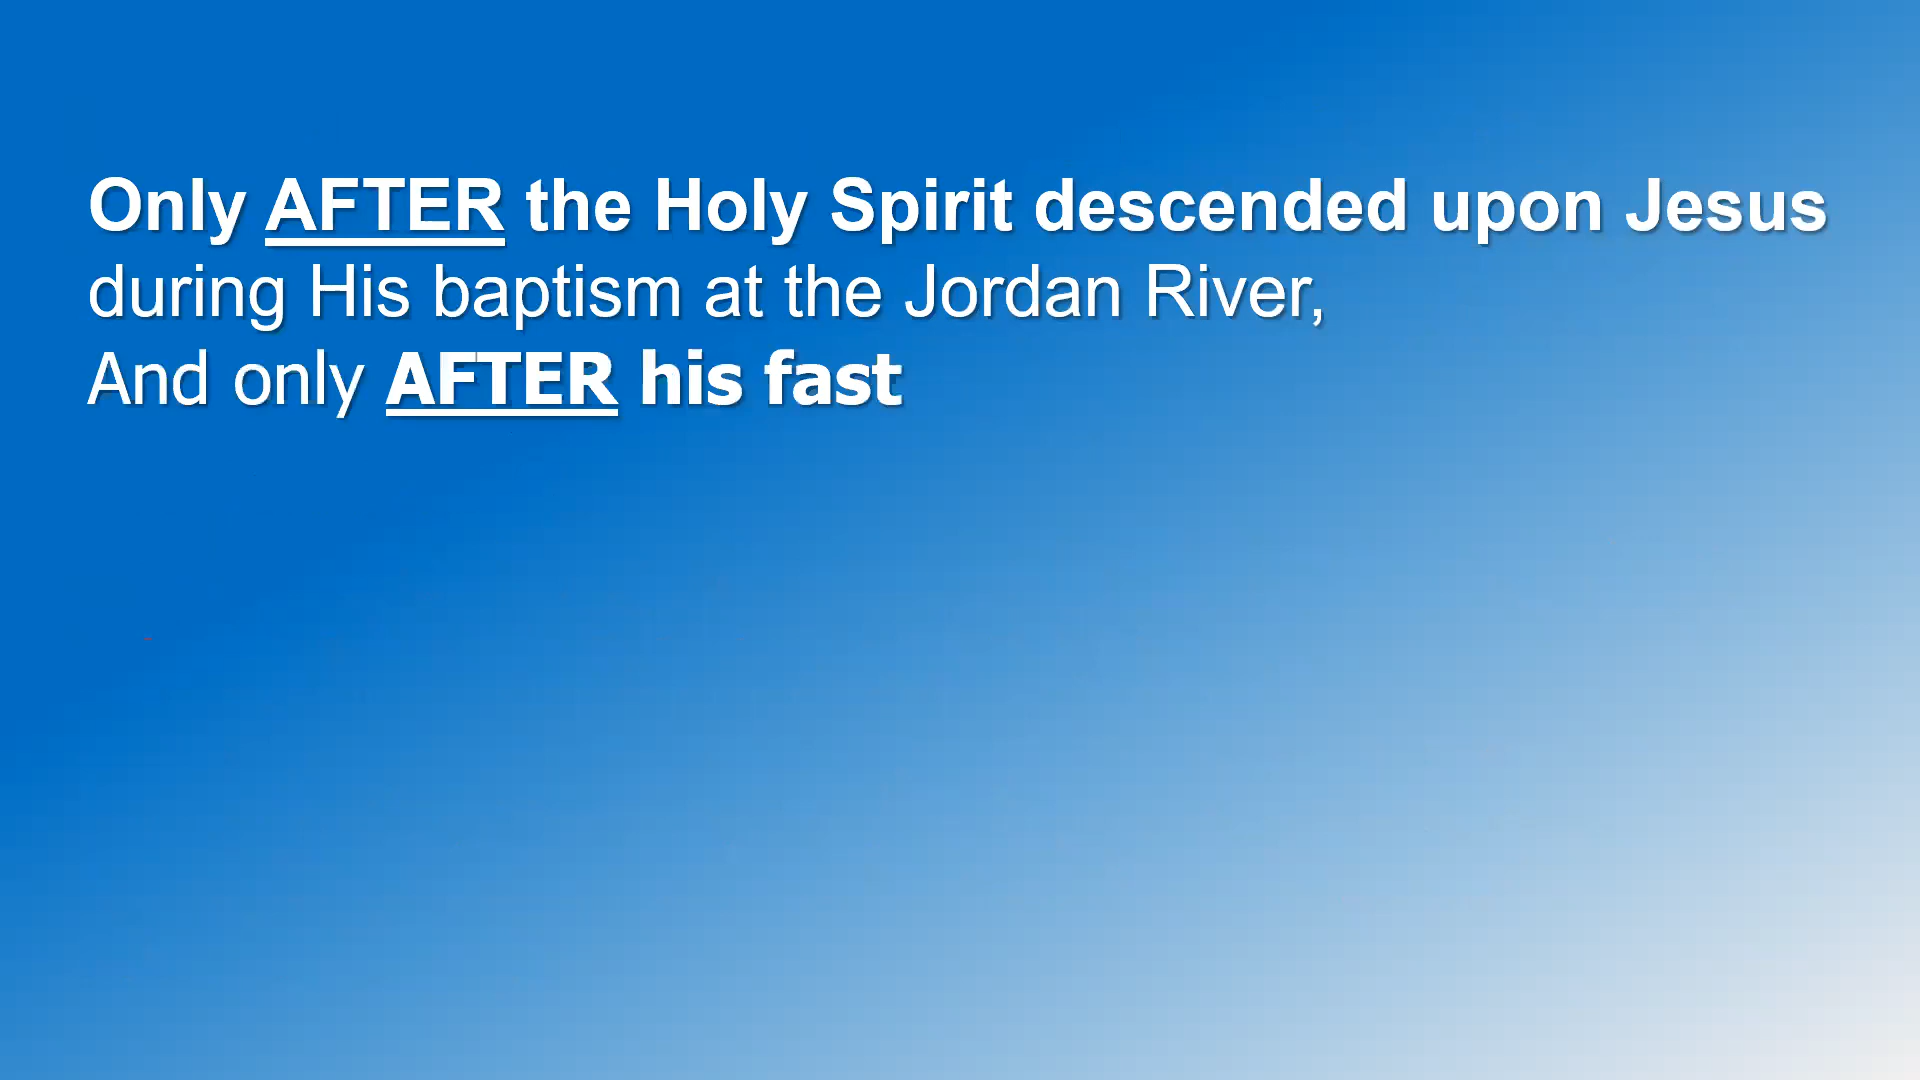 Only AFTER the Holy Spirit descended upon Jesus
during His baptism at the Jordan River,
And only AFTER his fast